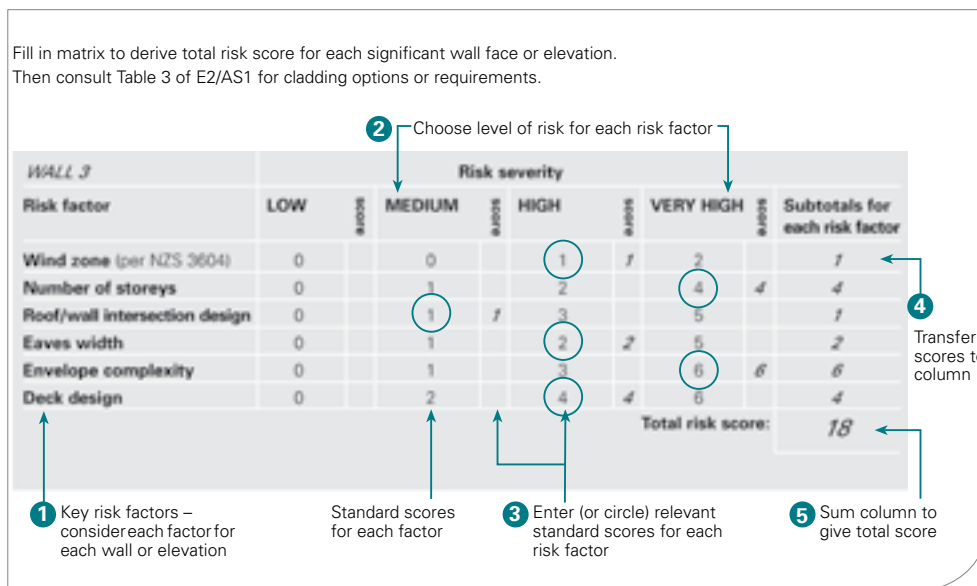 Fill in matrix to derive total risk score for each significant wall face or elevation.
Then consult Table 3 of E2/AS1 for cladding options or requirements.
2 Choose level of risk for each risk factor
WALL 3 Risk severity
Risk factor LOW score MEDIUM score HIGH score VERY HIGH score Subtotals for
each risk factor
Wind zone (per NZS 3604) 0 0 1 1 2 1
Number of storeys 0 1 2 4 4 4
Roof/wall intersection design 0 1 1 3 5 1
Eaves width 0 1 2 2 5 2
Envelope complexity 0 1 3 6 6 6
Deck design 0 2 4 4 6 4
Total risk score: 18
4
Transfer
scores
column
1 Key risk factors –
consider each factor for
each wall or elevation
Standard scores
for each factor
3 Enter (or circle) relevant
standard scores for each
risk factor
5 Sum column to
give total score